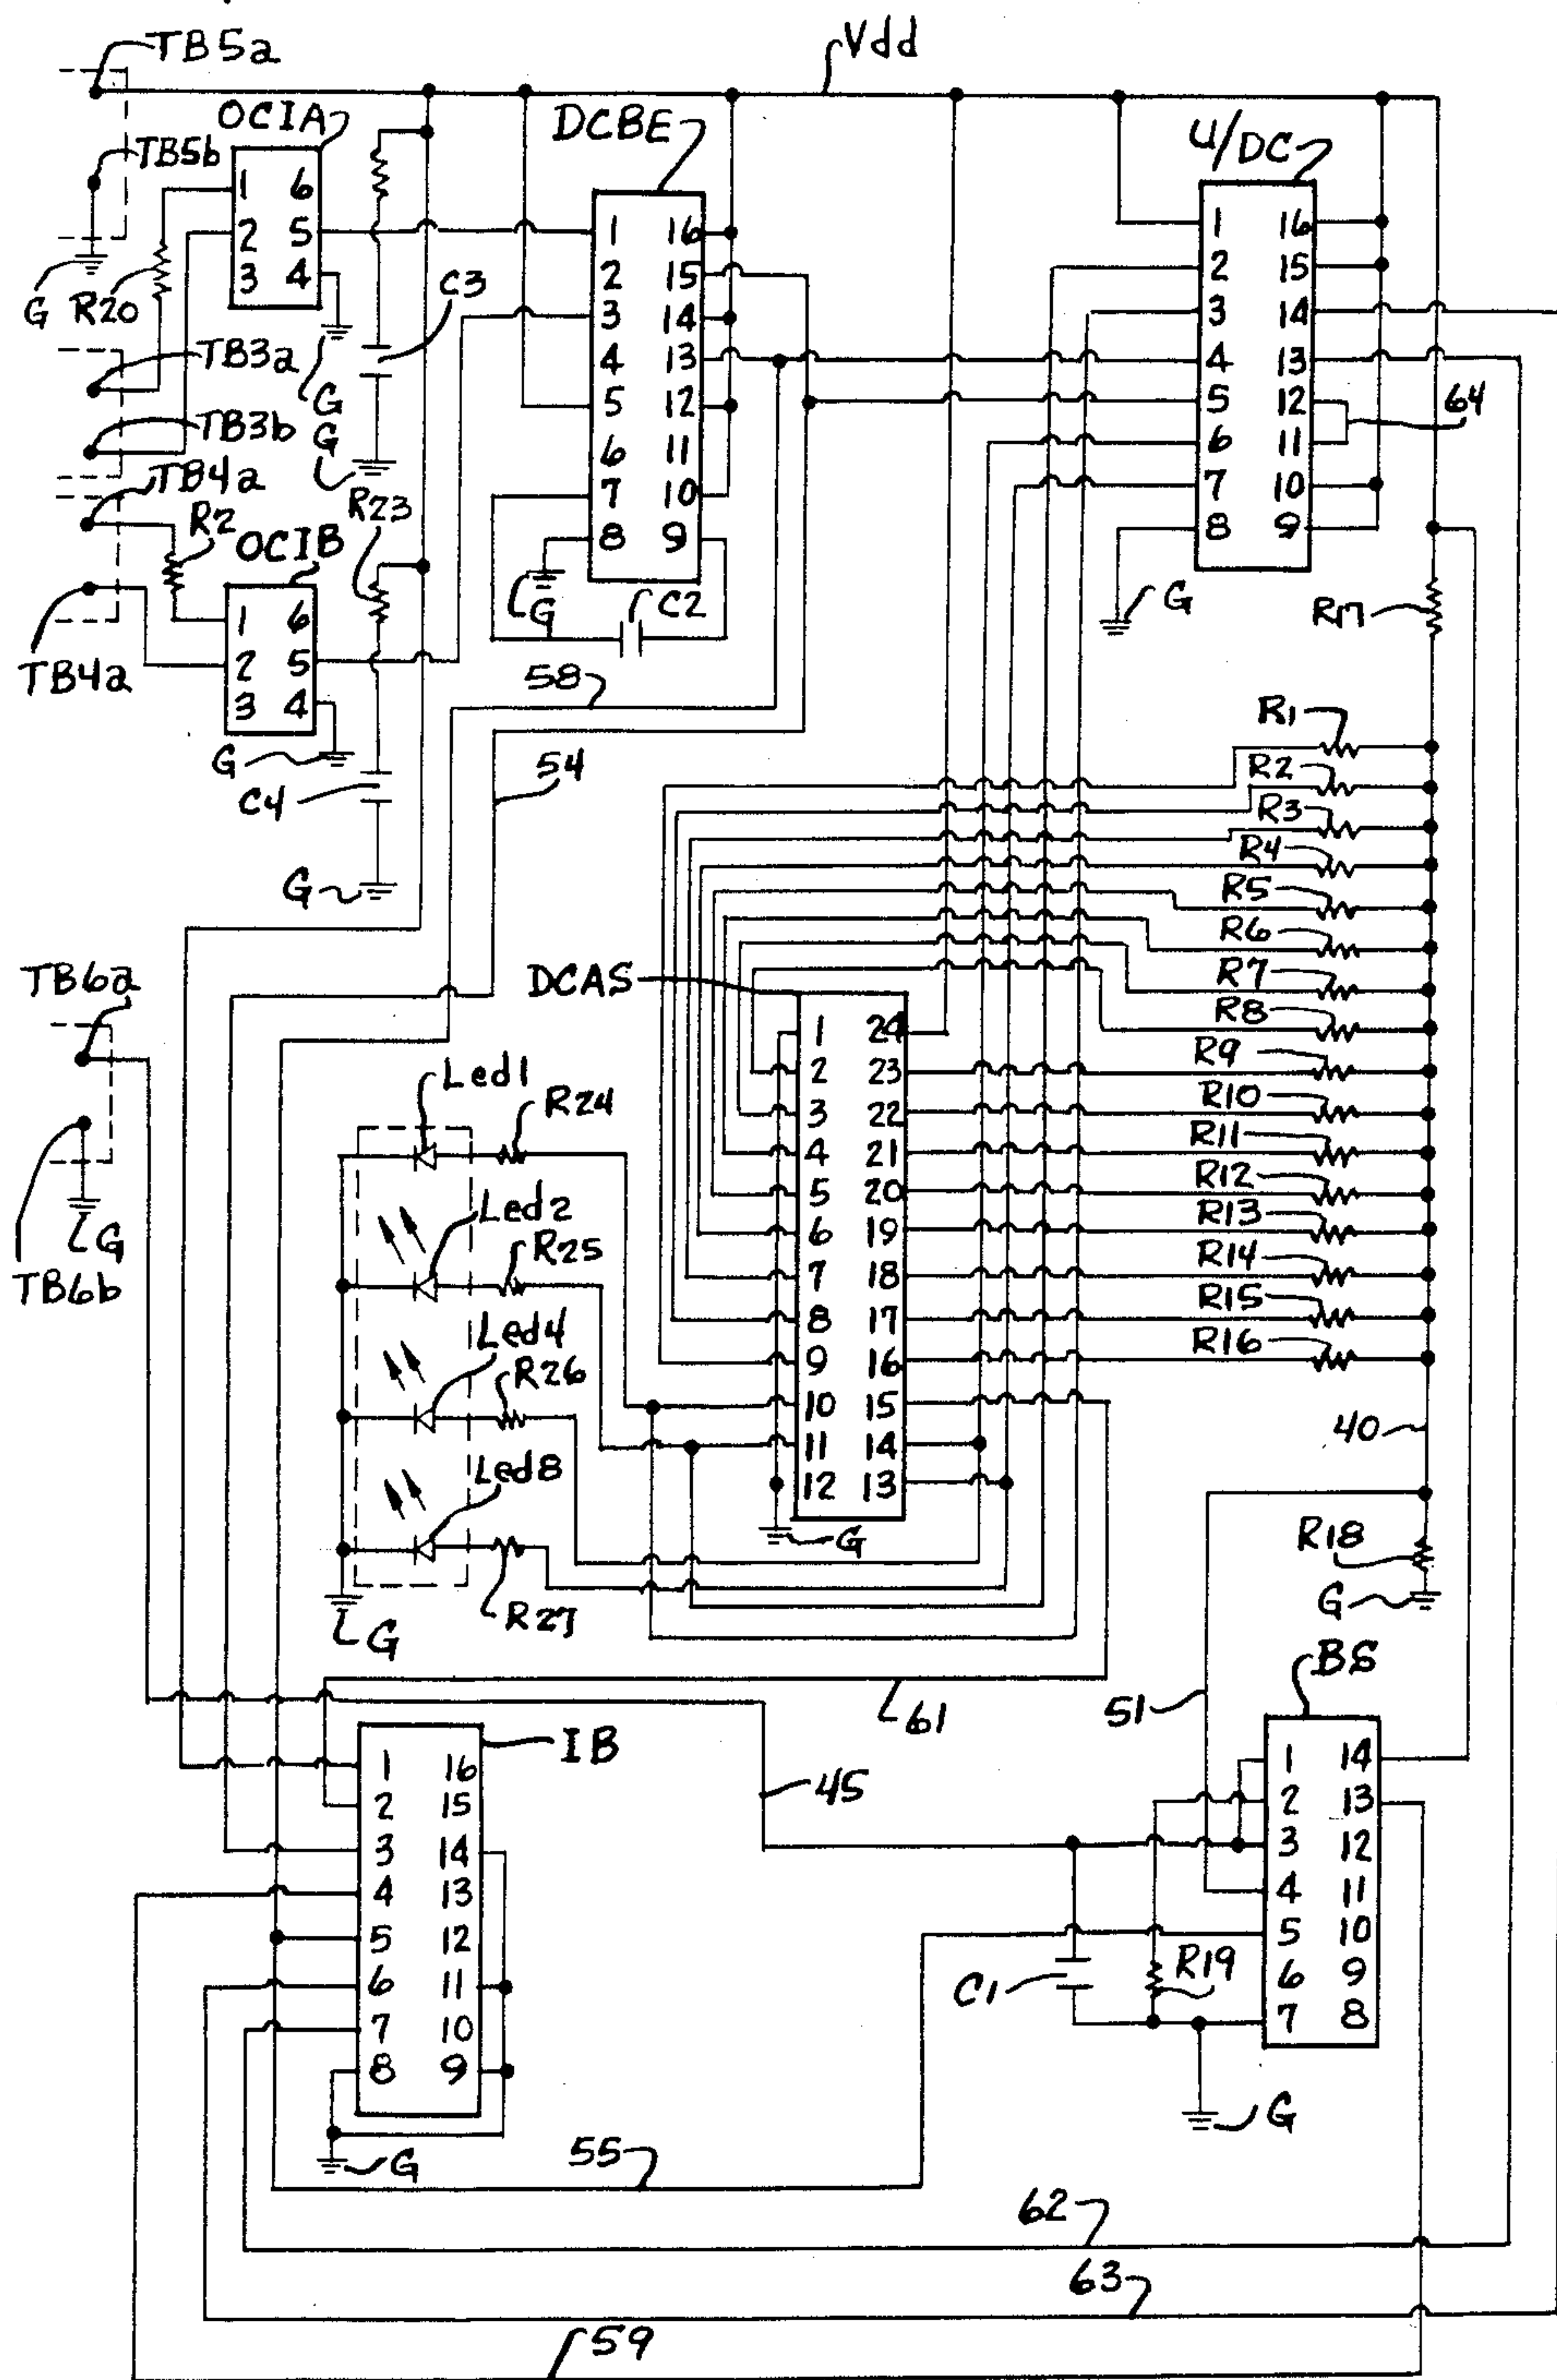 TB5a
Vdd
OCIA
DCBE
U/DC
TB5b
1 6
2 5
3 4
G R20
C3
1 16
2 15
3 14
4 13
5 12
6 11
7 10
8 9
1 16
2 15
3 14
4 13
5 12
6 11
7 10
8 9
64
TB3a
G
G
TB3b
TB4a
R2
R23
OCIB
G
C2
G
R17
1 6
2 5
3 4
TB4a
58
G
54
C4
G
R1
R2
R3
R4
R5
R6
R7
R8
R9
R10
R11
R12
R13
R14
R15
R16
TB6a
DCAS
1 24
2 23
3 22
4 21
5 20
6 19
7 18
8 17
9 16
10 15
11 14
12 13
G
Led1
R24
Led2
R25
G
TB6b
Led4
R26
Led8
R27
G
40
R18
G
BS
51
61
IB
45
1 16
2 15
3 14
4 13
5 12
6 11
7 10
8 9
1 14
2 13
3 12
4 11
5 10
6 9
7 8
C1
R19
G
G
55
62
63
59